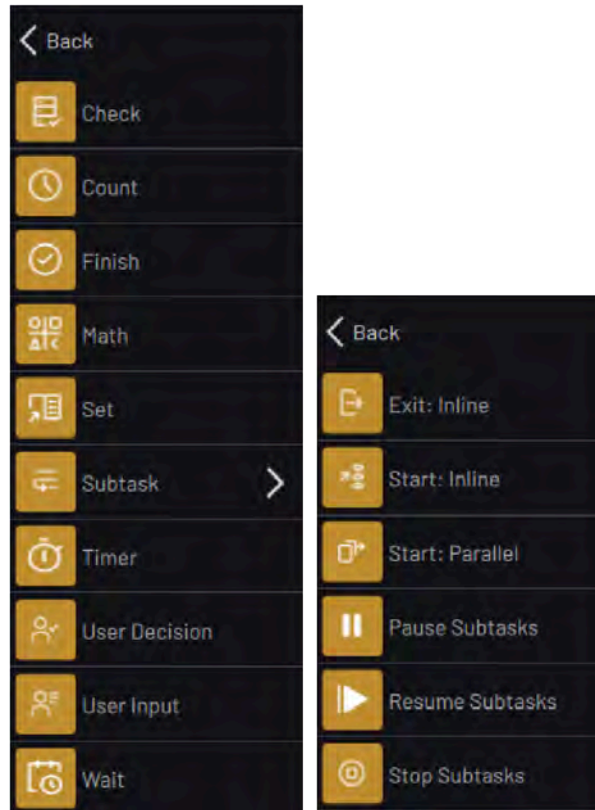 Back
Check
Count
Finish
Math
Set
Subtask
Timer
User Decision
User Input
Wait
Back
Exit: Inline
Start: Inline
Start: Parallel
Pause Subtasks
Resume Subtasks
Stop Subtasks